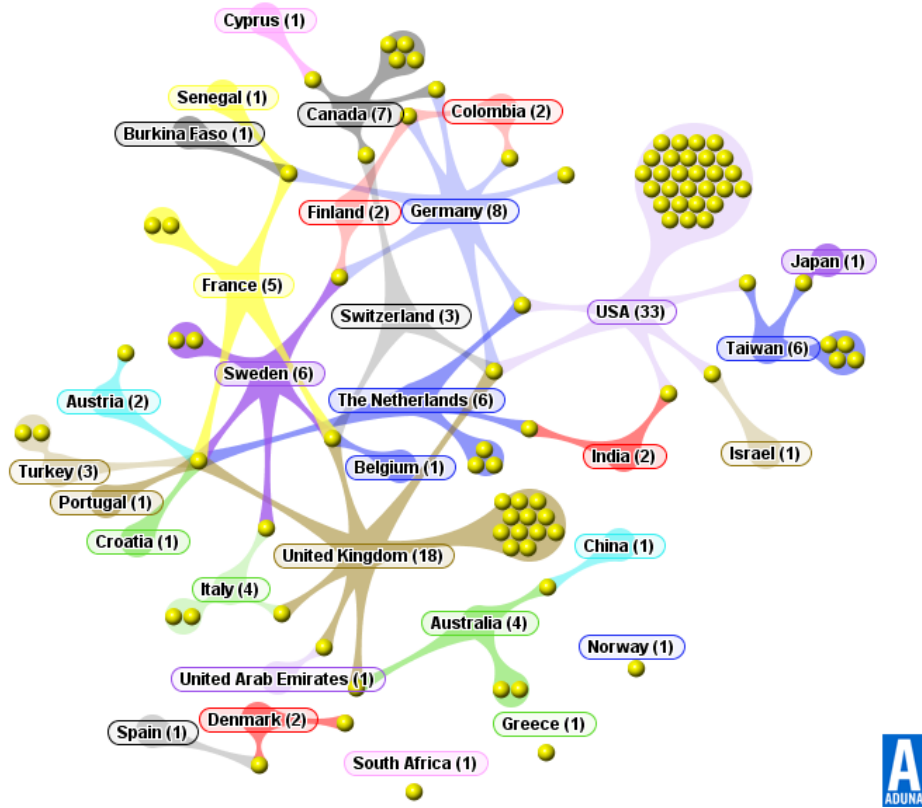 Cyprus (1)
Senegal (1)
Canada (7)
Colombia (2)
Burkina Faso (1)
Finland (2)
Germany (8)
Japan (1)
France (5)
Switzerland (3)
USA (33)
Taiwan (6)
Sweden (6)
Austria (2)
The Netherlands (6)
Turkey (3)
Belgium (1)
India (2)
Israel (1)
Portugal (1)
Croatia (1)
United Kingdom (18)
China (1)
Italy (4)
Australia (4)
Norway (1)
United Arab Emirates (1)
Denmark (2)
Greece (1)
Spain (1)
South Africa (1)
A
ADUNA